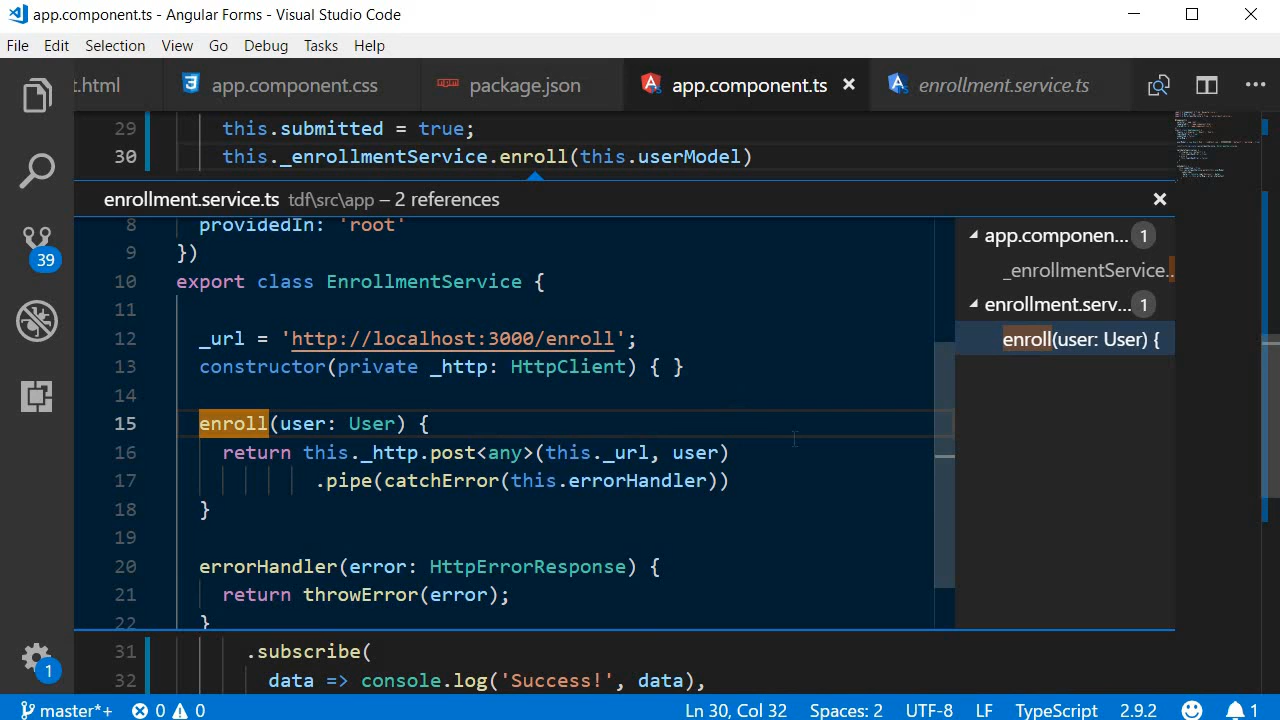 app.component.ts - Angular Forms - Visual Studio Code
File Edit Selection View Go Debug Tasks Help
t.html app.component.css package.json app.component.ts enrollment.service.ts
29 this.submitted = true;
30 this._enrollmentService.enroll(this.userModel)
enrollment.service.ts tdf\src\app – 2 references
8 providedIn: 'root'
9 })
10 export class EnrollmentService {
11
12 _url = 'http://localhost:3000/enroll';
13 constructor(private _http: HttpClient) { }
14
15 enroll(user: User) {
16 return this._http.post<any>(this._url, user)
17 .pipe(catchError(this.errorHandler))
18 }
19
20 errorHandler(error: HttpErrorResponse) {
21 return throwError(error);
22 }
app.componen... 1
_enrollmentService.
enrollment.serv... 1
enroll(user: User) {
31 .subscribe(
32 data => console.log('Success!', data),
39
1
master*+ 0 0 Ln 30, Col 32 Spaces: 2 UTF-8 LF TypeScript 2.9.2 1